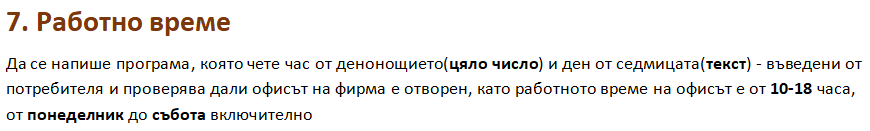 7. Работно време
Да се напише програма, която чете час от денонощието(цяло число) и ден от седмицата(текст) - въведени от
потребителя и проверява дали офисът на фирма е отворен, като работното време на офисът е от 10-18 часа,
от понеделник до събота включително